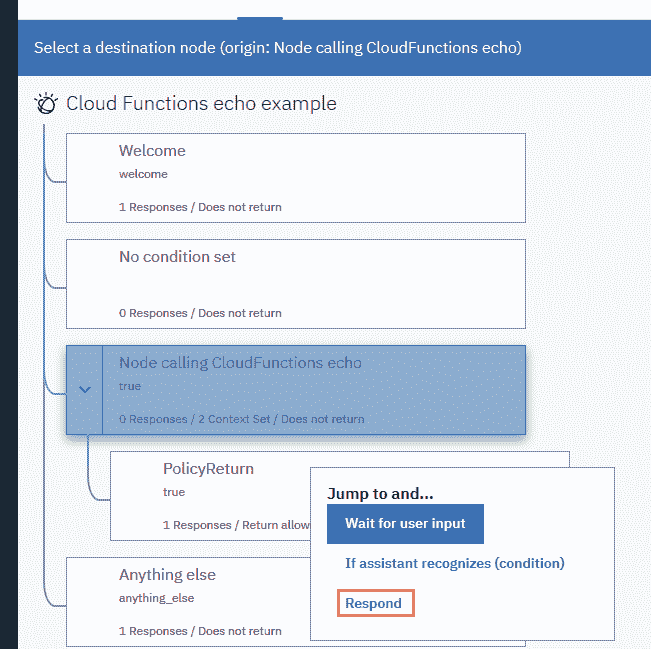 Select a destination node (origin: Node calling CloudFunctions echo)
Cloud Functions echo example
Welcome
welcome
1 Responses / Does not return
No condition set
0 Responses / Does not return
Node calling CloudFunctions echo
true
0 Responses / 2 Context Set / Does not return
PolicyReturn
true
1 Responses / Return allow
Jump to and...
Wait for user input
If assistant recognizes (condition)
Respond
Anything else
anything_else
1 Responses / Does not return